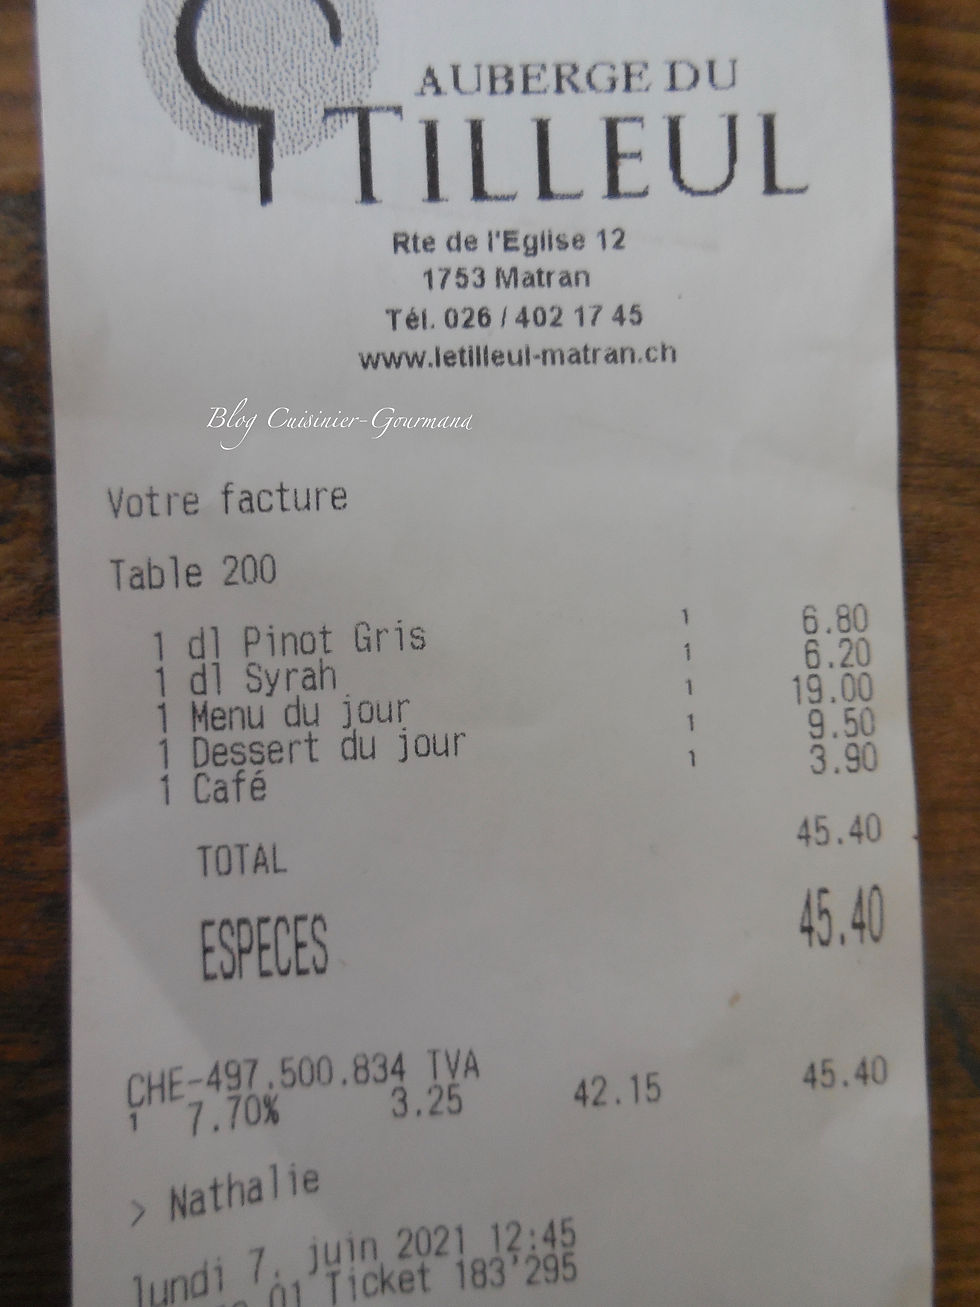 AUBERGE DU
TILLEUL
Rte de l'Eglise 12
1753 Matran
Tél. 026 / 402 17 45
www.letilleul-matran.ch
Blog Cuisinier-Gourmand
Votre facture
Table 200
1 dl Pinot Gris 1 6.80
1 dl Syrah 1 6.20
1 Menu du jour 1 19.00
1 Dessert du jour 1 9.50
1 Café 1 3.90
TOTAL 45.40
ESPECES 45.40
CHE-497.500.834 TVA
1 7.70% 3.25 42.15 45.40
> Nathalie
lundi 7. juin 2021 12:45
01 Ticket 183'295